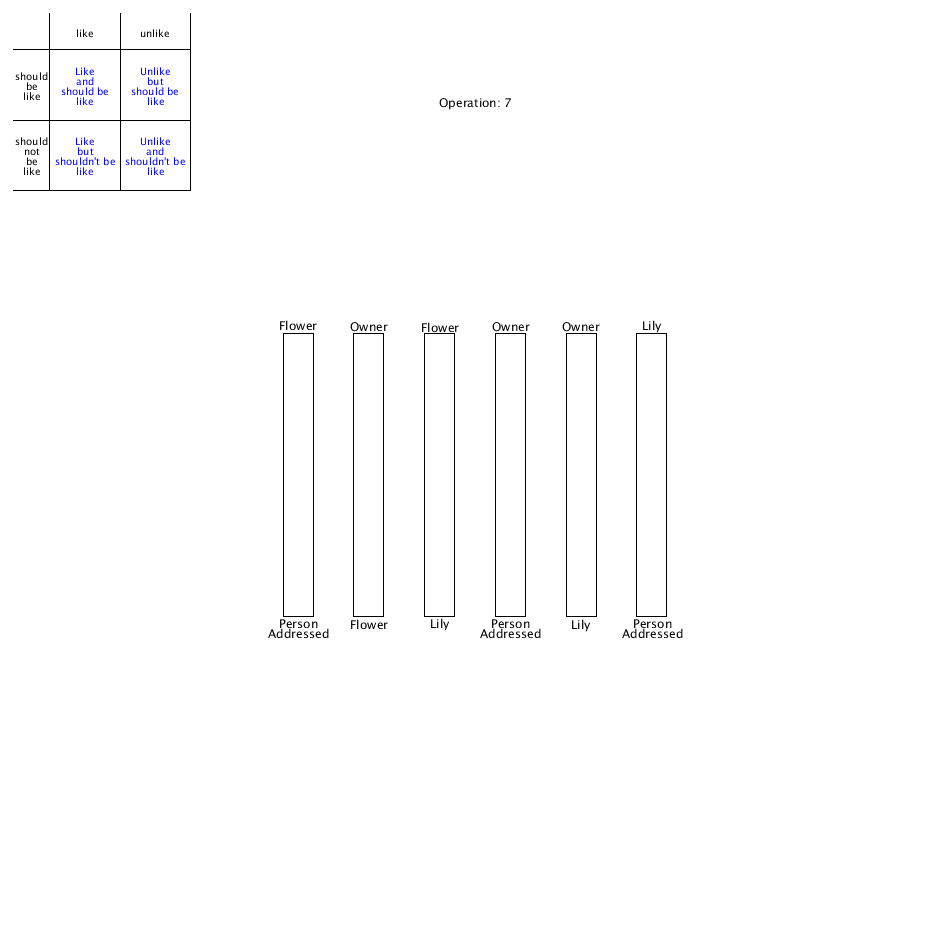 like unlike
should
be
like
Like
and
should be
like
Unlike
but
should be
like
Operation: 7
should
not
be
like
Like
but
shouldn't be
like
Unlike
and
shouldn't be
like
Flower Owner Flower Owner Owner Lily
Person
Addressed
Flower
Lily
Person
Addressed
Lily
Person
Addressed